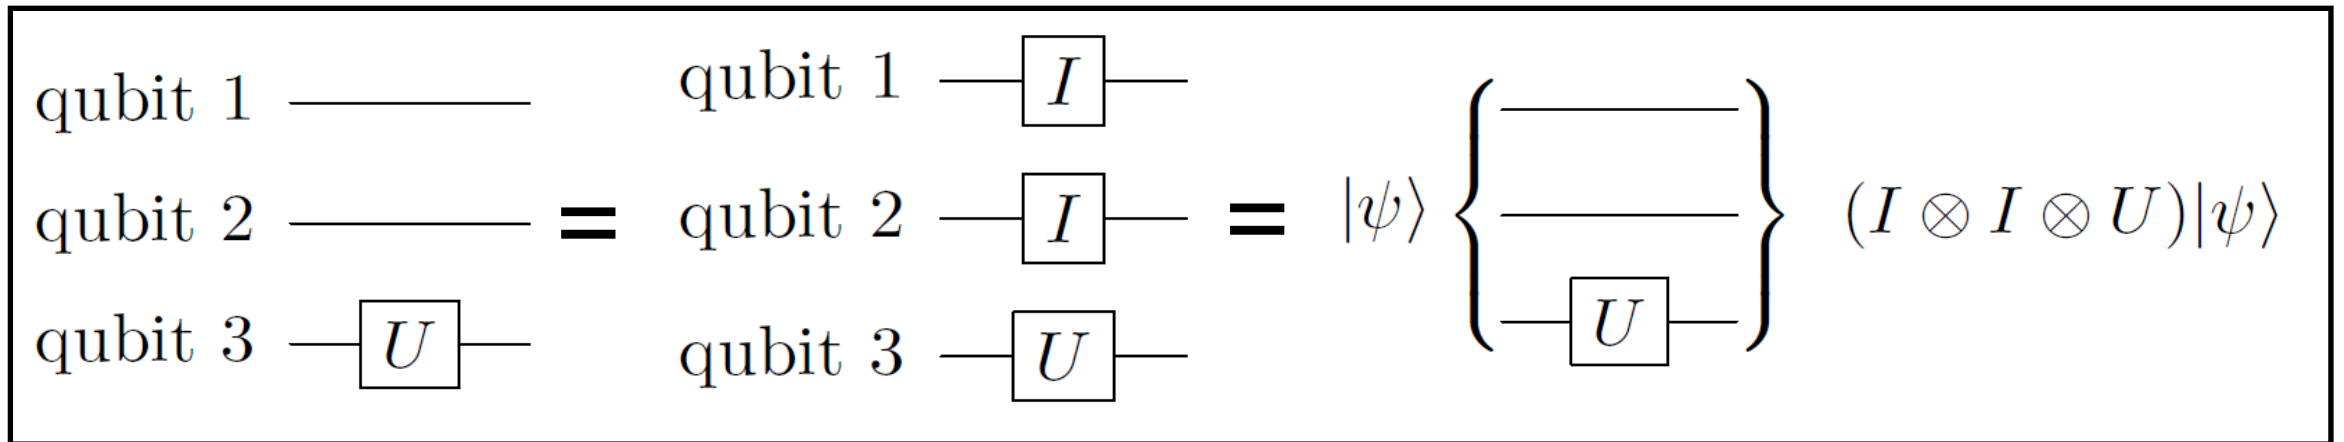 qubit 1
qubit 2
qubit 3 U
=
qubit 1 I
qubit 2 I
qubit 3 U
=
|ψ⟩ U (I ⊗ I ⊗ U)|ψ⟩